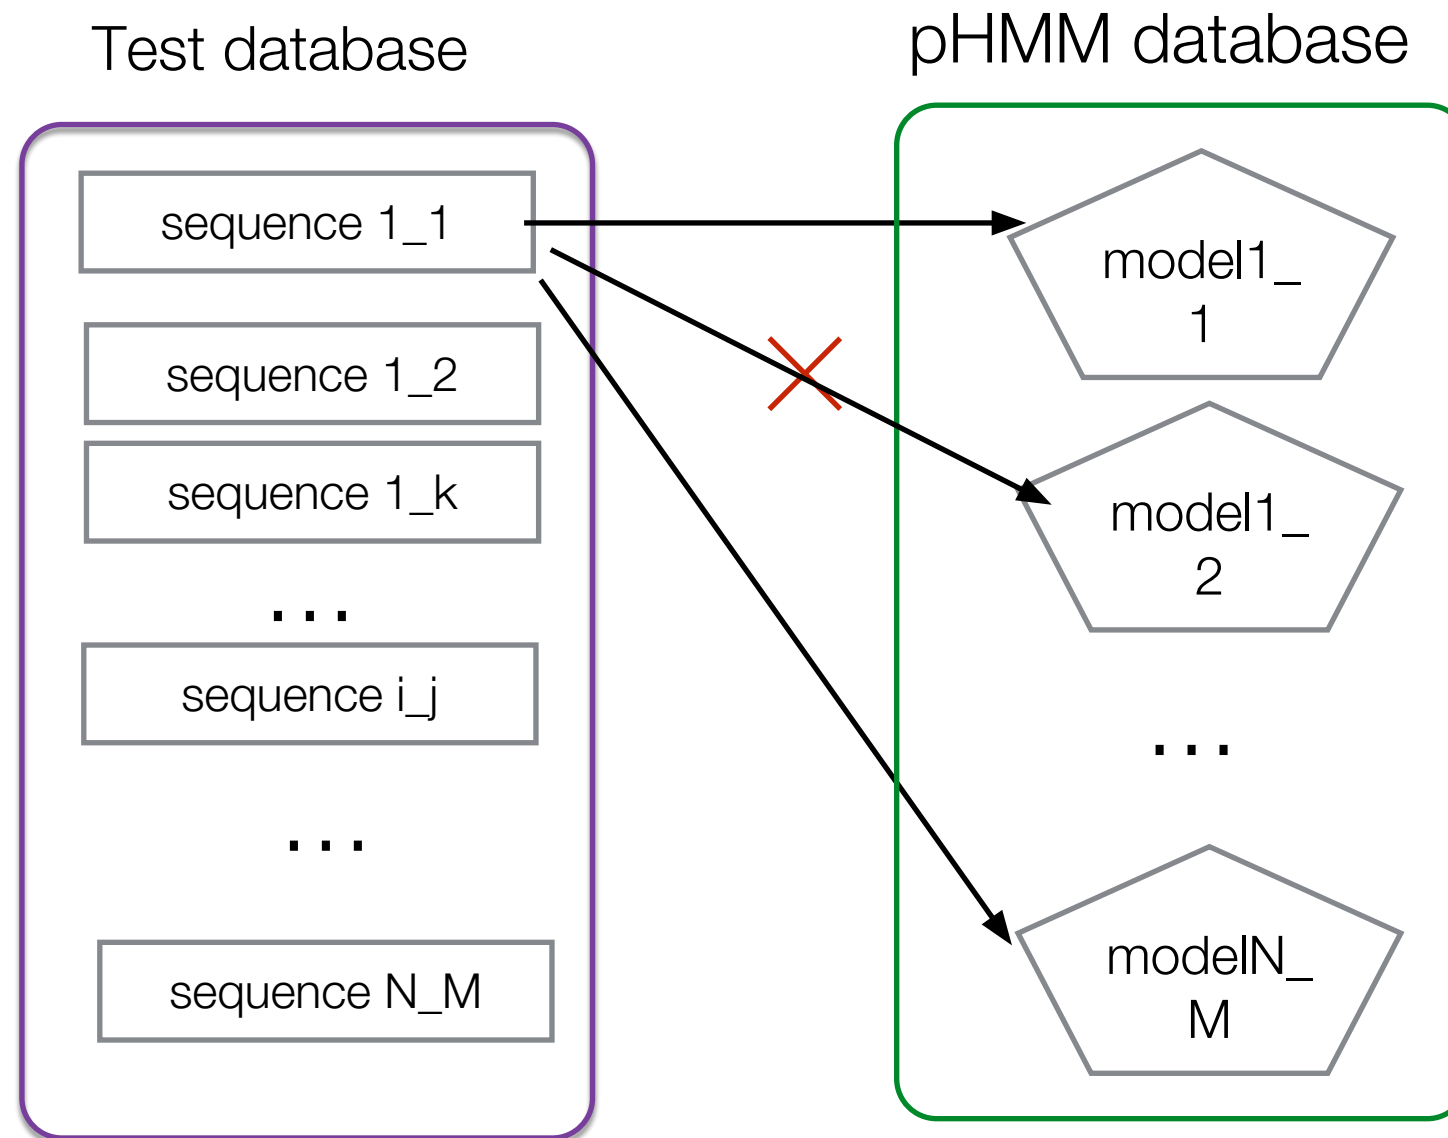 Test database
sequence 1_1
sequence 1_2
sequence 1_k
...
sequence i_j
...
sequence N_M
pHMM database
model1_
1
model1_
2
...
modelN_
M